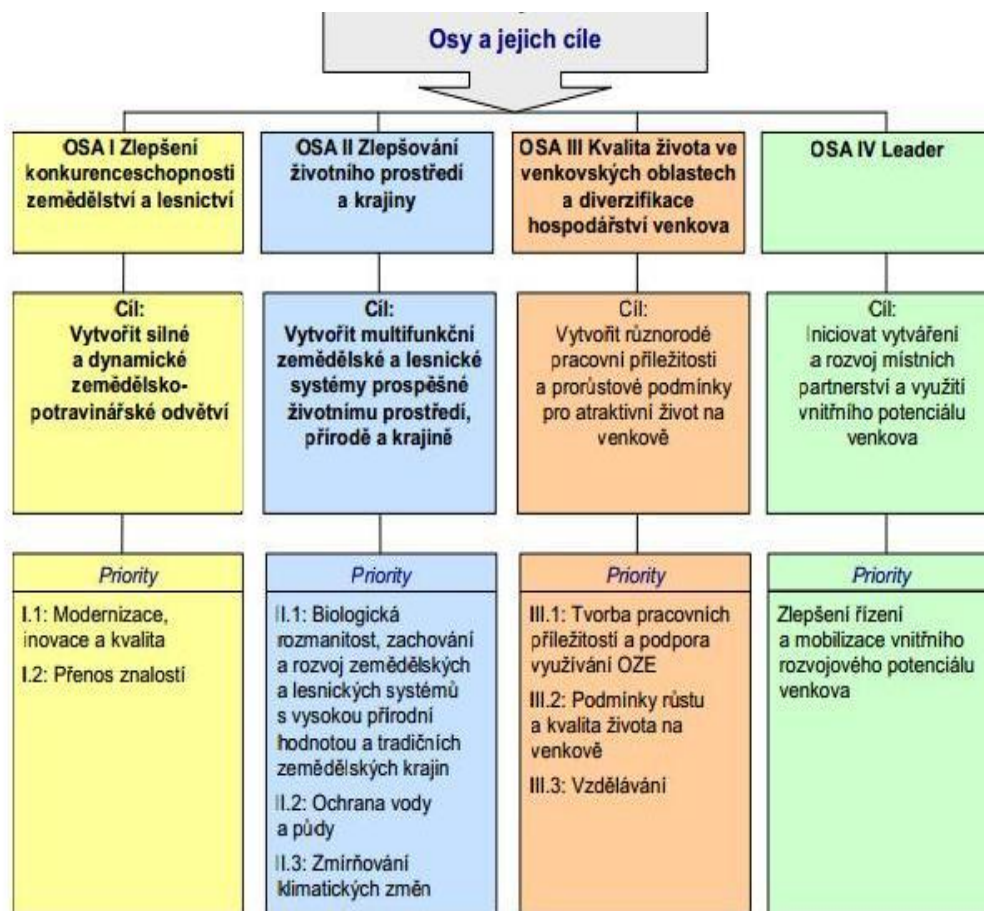 Osy a jejich cíle
OSA I Zlepšení
konkurenceschopnosti
zemědělství a lesnictví
OSA II Zlepšování
životního prostředí
a krajiny
OSA III Kvalita života ve
venkovských oblastech
a diverzifikace
hospodářství venkova
OSA IV Leader
Cíl:
Vytvořit silné
a dynamické
zemědělsko-
potravinářské odvětví
Cíl:
Vytvořit multifunkční
zemědělské a lesnické
systémy prospěšné
životnímu prostředí,
přírodě a krajině
Cíl:
Vytvořit různorodé
pracovní příležitosti
a prorůstové podmínky
pro atraktivní život na
venkově
Cíl:
Iniciovat vytváření
a rozvoj místních
partnerství a využití
vnitřního potenciálu
venkova
Priority
I.1: Modernizace,
inovace a kvalita
I.2: Přenos znalostí
Priority
II.1: Biologická
rozmanitost, zachování
a rozvoj zemědělských
a lesnických systémů
s vysokou přírodní
hodnotou a tradičních
zemědělských krajin
II.2: Ochrana vody
a půdy
II.3: Zmírňování
klimatických změn
Priority
III.1: Tvorba pracovních
příležitostí a podpora
využívání OZE
III.2: Podmínky růstu
a kvalita života na
venkově
III.3: Vzdělávání
Priority
Zlepšení řízení
a mobilizace vnitřního
rozvojového potenciálu
venkova